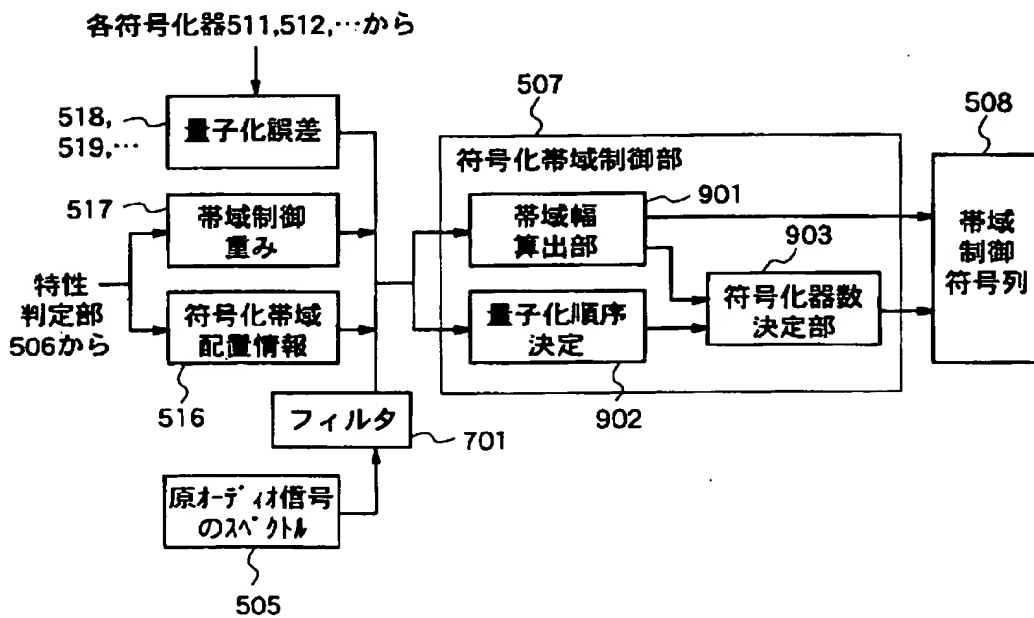 各符号化器511,512,…から
518,
519,…
量子化誤差
507
符号化帯域制御部
508
517
帯域制御
重み
帯域幅
算出部
901
903
帯域
制御
符号列
特性
判定部
506から
符号化帯域
配置情報
量子化順序
決定
符号化器数
決定部
516
フィルタ
701
902
原オーディオ信号
のスペクトル
505